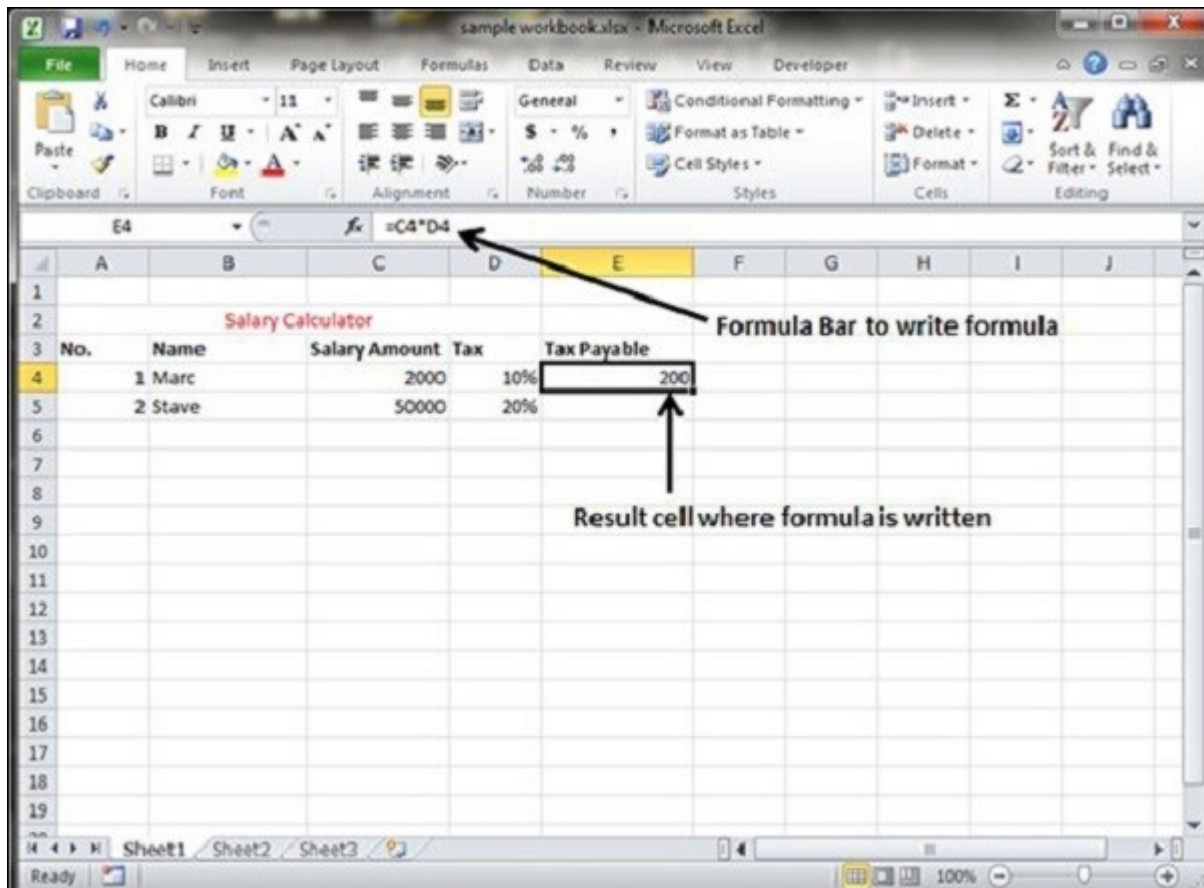 sample workbook.xlsx - Microsoft Excel
File Home Insert Page Layout Formulas Data Review View Developer
Calibri 11 General Conditional Formatting Insert Σ
Paste B I U A A $ % , Format as Table Delete Sort & Find &
A Cell Styles Format Filter Select
Clipboard Font Alignment Number Styles Cells Editing
E4 fx =C4*D4
A B C D E F G H I J
1
2 Salary Calculator Formula Bar to write formula
3 No. Name Salary Amount Tax Tax Payable
4 1 Marc 2000 10% 200
5 2 Stave 50000 20%
6
7
8
9 Result cell where formula is written
10
11
12
13
14
15
16
17
18
19
Sheet1 Sheet2 Sheet3
Ready 100%